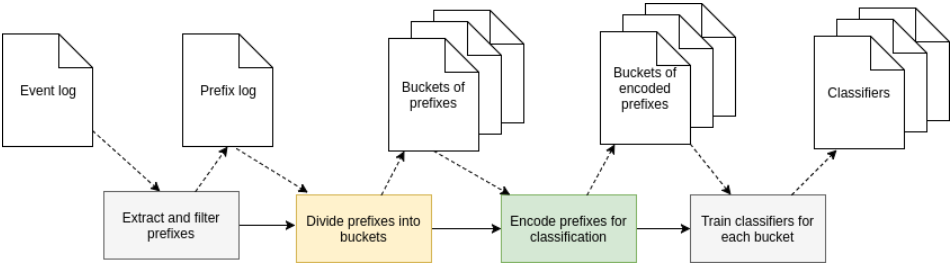 Event log
Prefix log
Buckets of
prefixes
Buckets of
encoded
prefixes
Classifiers
Extract and filter
prefixes
Divide prefixes into
buckets
Encode prefixes for
classification
Train classifiers for
each bucket